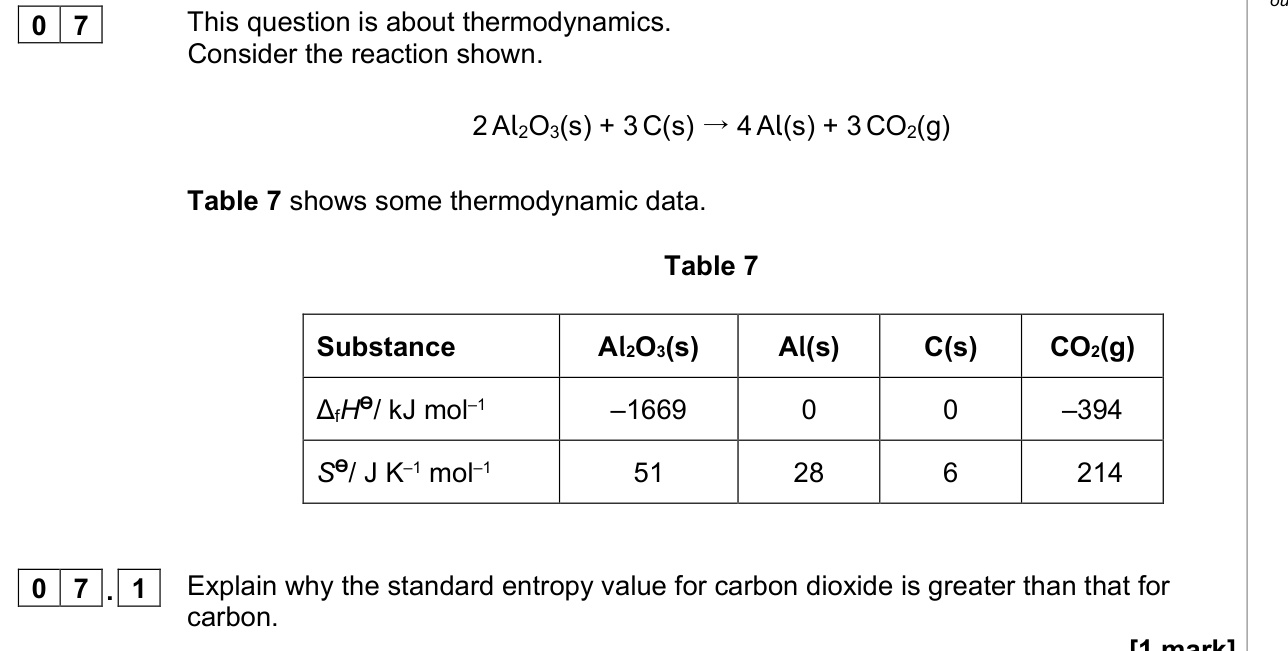 0 7 This question is about thermodynamics.
Consider the reaction shown.
2 Al₂O₃(s) + 3 C(s) → 4 Al(s) + 3 CO₂(g)
Table 7 shows some thermodynamic data.
Table 7
Substance Al₂O₃(s) Al(s) C(s) CO₂(g)
ΔfH⦵/ kJ mol⁻¹ –1669 0 0 –394
S⦵/ J K⁻¹ mol⁻¹ 51 28 6 214
0 7 . 1 Explain why the standard entropy value for carbon dioxide is greater than that for
carbon.
[1 mark]